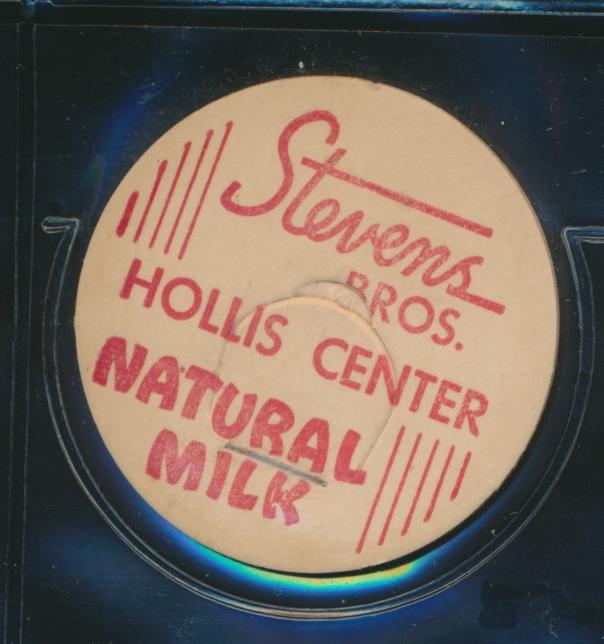 Stevens
BROS.
HOLLIS CENTER
NATURAL
MILK